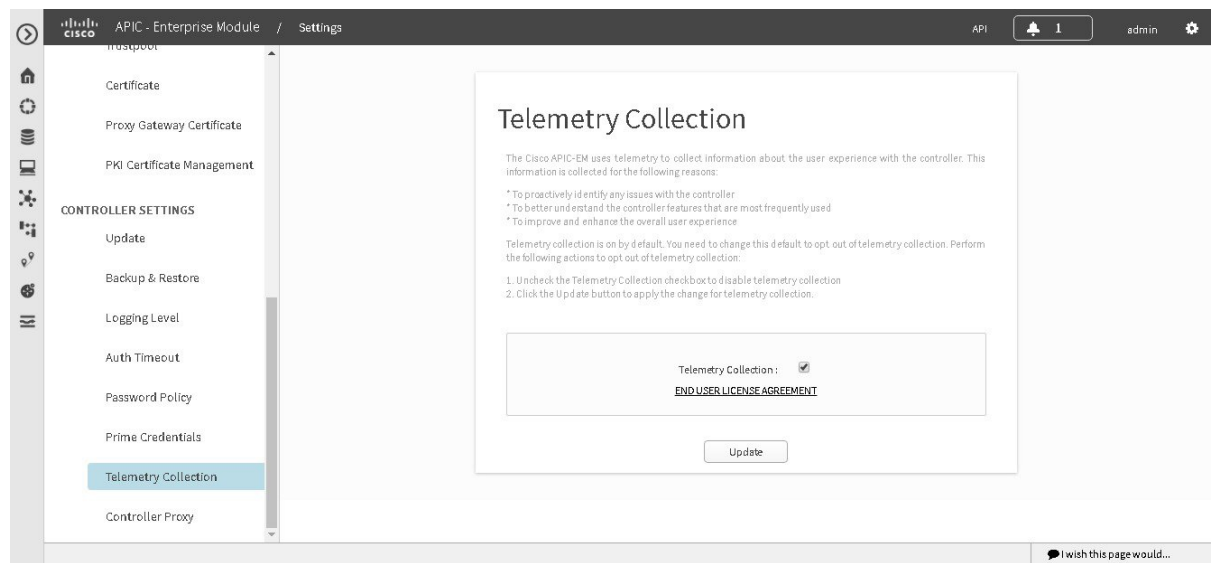 CISCO APIC - Enterprise Module / Settings API 1 admin
Trustpool
Certificate
Proxy Gateway Certificate
PKI Certificate Management
CONTROLLER SETTINGS
Update
Backup & Restore
Logging Level
Auth Timeout
Password Policy
Prime Credentials
Telemetry Collection
Controller Proxy
Telemetry Collection
The Cisco APIC-EM uses telemetry to collect information about the user experience with the controller. This
information is collected for the following reasons:
* To proactively identify any issues with the controller
* To better understand the controller features that are most frequently used
* To improve and enhance the overall user experience
Telemetry collection is on by default. You need to change this default to opt out of telemetry collection. Perform
the following actions to opt out of telemetry collection:
1. Uncheck the Telemetry Collection checkbox to disable telemetry collection
2. Click the Update button to apply the change for telemetry collection.
Telemetry Collection :
END USER LICENSE AGREEMENT
Update
I wish this page would...